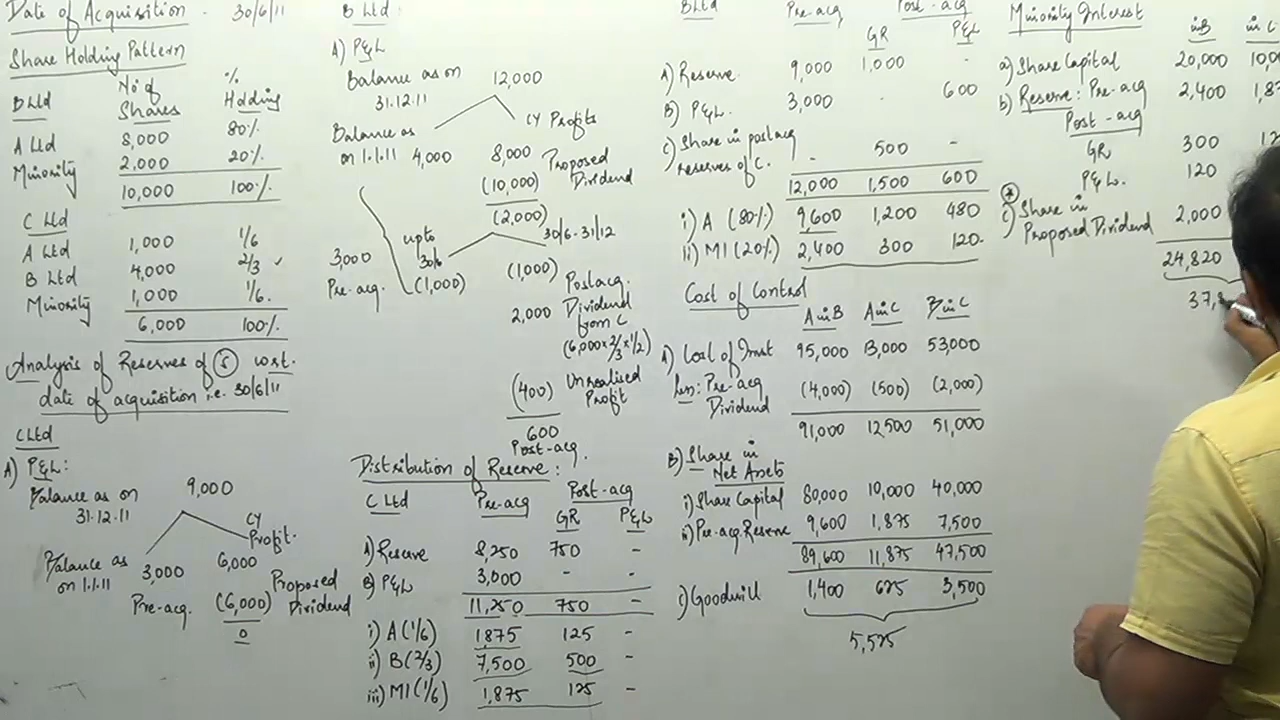 Date of Acquisition - 30/6/11
Share Holding Pattern
No of Shares % Holding
B Ltd
A Ltd 8,000 80%
Minority 2,000 20%
10,000 100%
C Ltd
A Ltd 1,000 1/6
B Ltd 4,000 2/3
Minority 1,000 1/6
6,000 100%
Analysis of Reserves of (S) w.r.t.
date of acquisition i.e. 30/6/11
C Ltd
A) P&L:
Balance as on 9,000
31.12.11
CY Profit.
Balance as 3,000 6,000
on 1.1.11
Pre-acq. (6,000) Proposed Dividend
0
B Ltd:
A) P&L
Balance as on 12,000
31.12.11
CY Profits
Balance as
on 1.1.11 4,000 8,000
(10,000) Proposed Dividend
(2,000)
upto 30/6 30/6-31/12
3,000 (1,000) (1,000)
Pre-acq. Postacq.
2,000 Dividend from C
(6,000 x 2/3 x 1/2)
(400) Unrealised Profit
600
Post-acq.
Distribution of Reserve:
C Ltd Pre-acq Post-acq
GR P&L
A) Reserve 8,250 750 -
B) P&L 3,000 - -
11,250 750 -
i) A (1/6) 1875 125 -
ii) B (2/3) 7,500 500 -
iii) MI (1/6) 1,875 125 -
B Ltd Pre-acq Post-acq
GR P&L
A) Reserve 9,000 1,000 -
B) P&L. 3,000 - 600
C) Share in postacq
reserves of C. - 500 -
12,000 1,500 600
i) A (80%) 9,600 1,200 480
ii) MI (20%) 2,400 300 120
Cost of Control
A in B A in C B in C
A) Cost of Invt 95,000 13,000 53,000
Less: Pre-acq (4,000) (500) (2,000)
Dividend
91,000 12500 51,000
B) Share in
Net Assets
i) Share Capital 80,000 10,000 40,000
ii) Pre-acq. Reserve 9,600 1,875 7,500
89,600 11,875 47,500
C) Goodwill 1,400 625 3,500
5,525
Minority Interest
in B in C
a) Share Capital 20,000 10,00
b) Reserve: Pre-acq 2,400 1,8
Post-acq
GR 300 12
P&L. 120
c) Share in
Proposed Dividend 2,000
24,820
37,